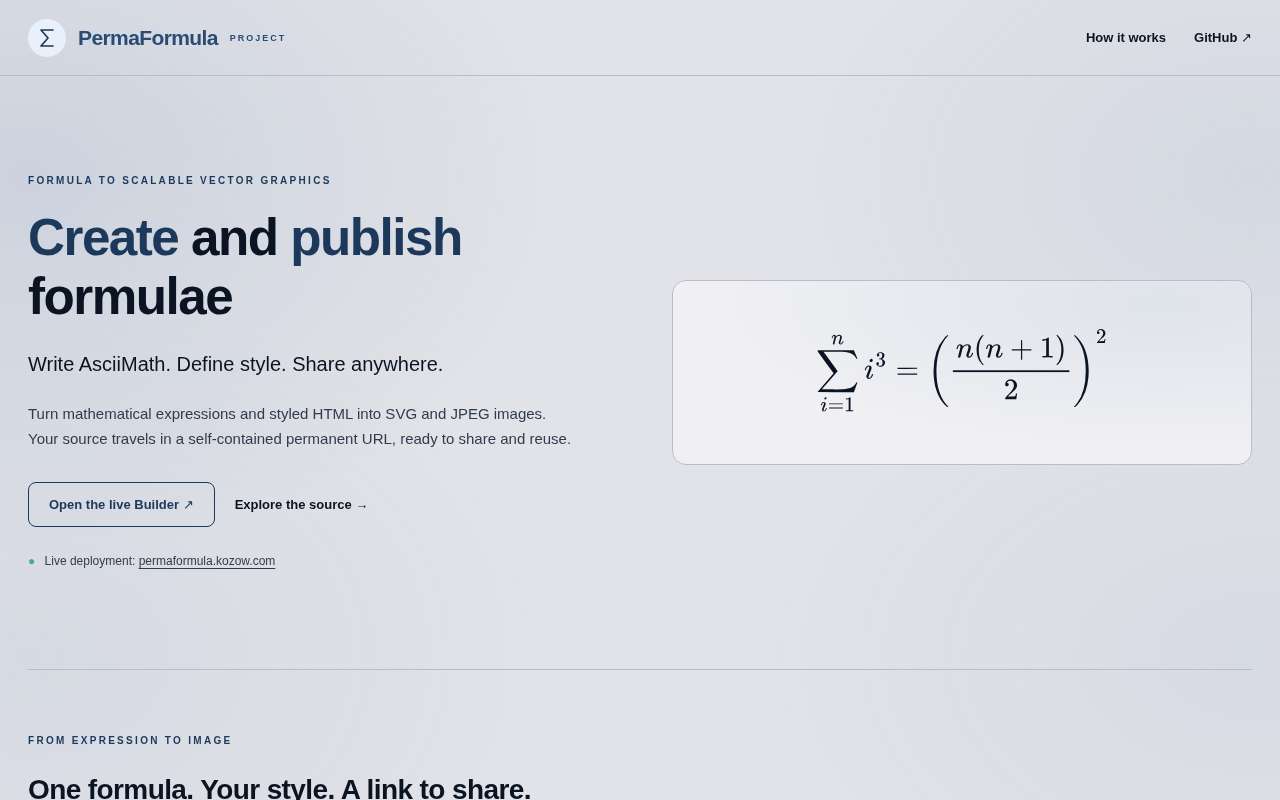 PermaFormula PROJECT
How it works GitHub ↗
FORMULA TO SCALABLE VECTOR GRAPHICS
Create and publish
formulae
Write AsciiMath. Define style. Share anywhere.
Turn mathematical expressions and styled HTML into SVG and JPEG images.
Your source travels in a self-contained permanent URL, ready to share and reuse.
Open the live Builder ↗ Explore the source →
Live deployment: permaformula.kozow.com
∑_{i=1}^{n} i^3 = (n(n + 1)/2)^2
FROM EXPRESSION TO IMAGE
One formula. Your style. A link to share.